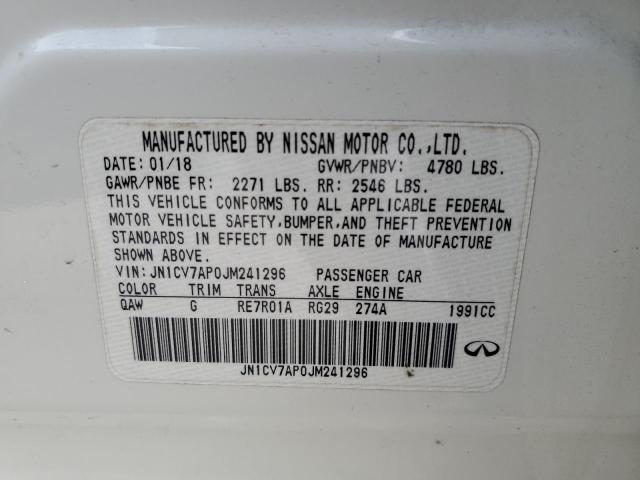 MANUFACTURED BY NISSAN MOTOR CO.,LTD.
DATE: 01/18 GVWR/PNBV: 4780 LBS.
GAWR/PNBE FR: 2271 LBS. RR: 2546 LBS.
THIS VEHICLE CONFORMS TO ALL APPLICABLE FEDERAL
MOTOR VEHICLE SAFETY,BUMPER,AND THEFT PREVENTION
STANDARDS IN EFFECT ON THE DATE OF MANUFACTURE
SHOWN ABOVE.
VIN:JN1CV7AP0JM241296 PASSENGER CAR
COLOR TRIM TRANS AXLE ENGINE
QAW G RE7R01A RG29 274A 1991CC
JN1CV7AP0JM241296